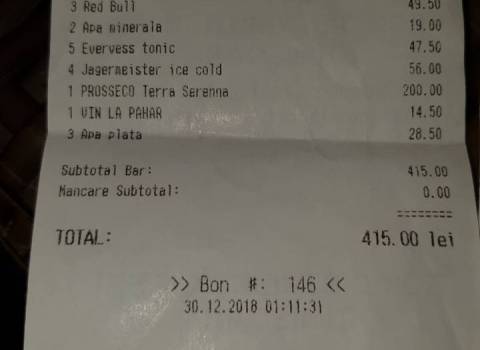 3 Red Bull 49.50
2 Apa minerala 19.00
5 Evervess tonic 47.50
4 Jagermeister ice cold 56.00
1 PROSSECO Terra Serenna 200.00
1 VIN LA PAHAR 14.50
3 Apa plata 28.50
Subtotal Bar: 415.00
Mancare Subtotal: 0.00
========
TOTAL: 415.00 lei
>> Bon #: 146 <<
30.12.2018 01:11:31